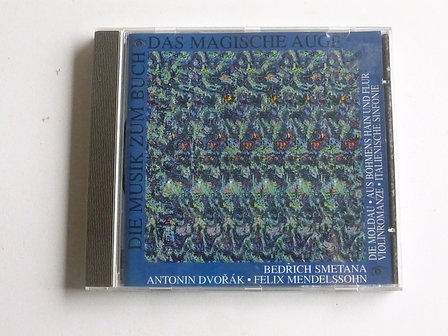 DIE MUSIK ZUM BUCH • DAS MAGISCHE AUGE
DIE MOLDAU • AUS BÖHMENS HAIN UND FLUR
VIOLINROMANZE • ITALIENISCHE SINFONIE
BEDRICH SMETANA
ANTONIN DVOŘÁK • FELIX MENDELSSOHN